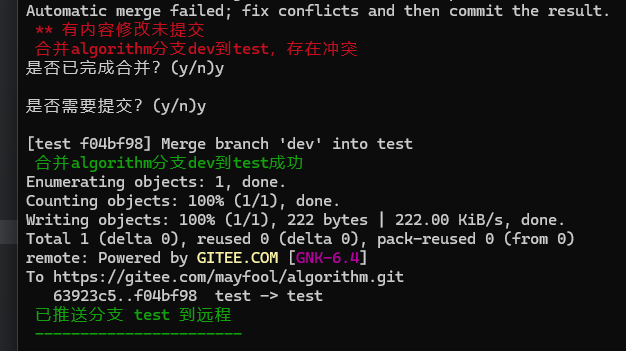 Automatic merge failed; fix conflicts and then commit the result.
** 有内容修改未提交
合并algorithm分支dev到test，存在冲突
是否已完成合并？(y/n)y
是否需要提交？(y/n)y
[test f04bf98] Merge branch 'dev' into test
合并algorithm分支dev到test成功
Enumerating objects: 1, done.
Counting objects: 100% (1/1), done.
Writing objects: 100% (1/1), 222 bytes | 222.00 KiB/s, done.
Total 1 (delta 0), reused 0 (delta 0), pack-reused 0 (from 0)
remote: Powered by GITEE.COM [GNK-6.4]
To https://gitee.com/mayfool/algorithm.git
63923c5..f04bf98  test -> test
已推送分支 test 到远程
-----------------------